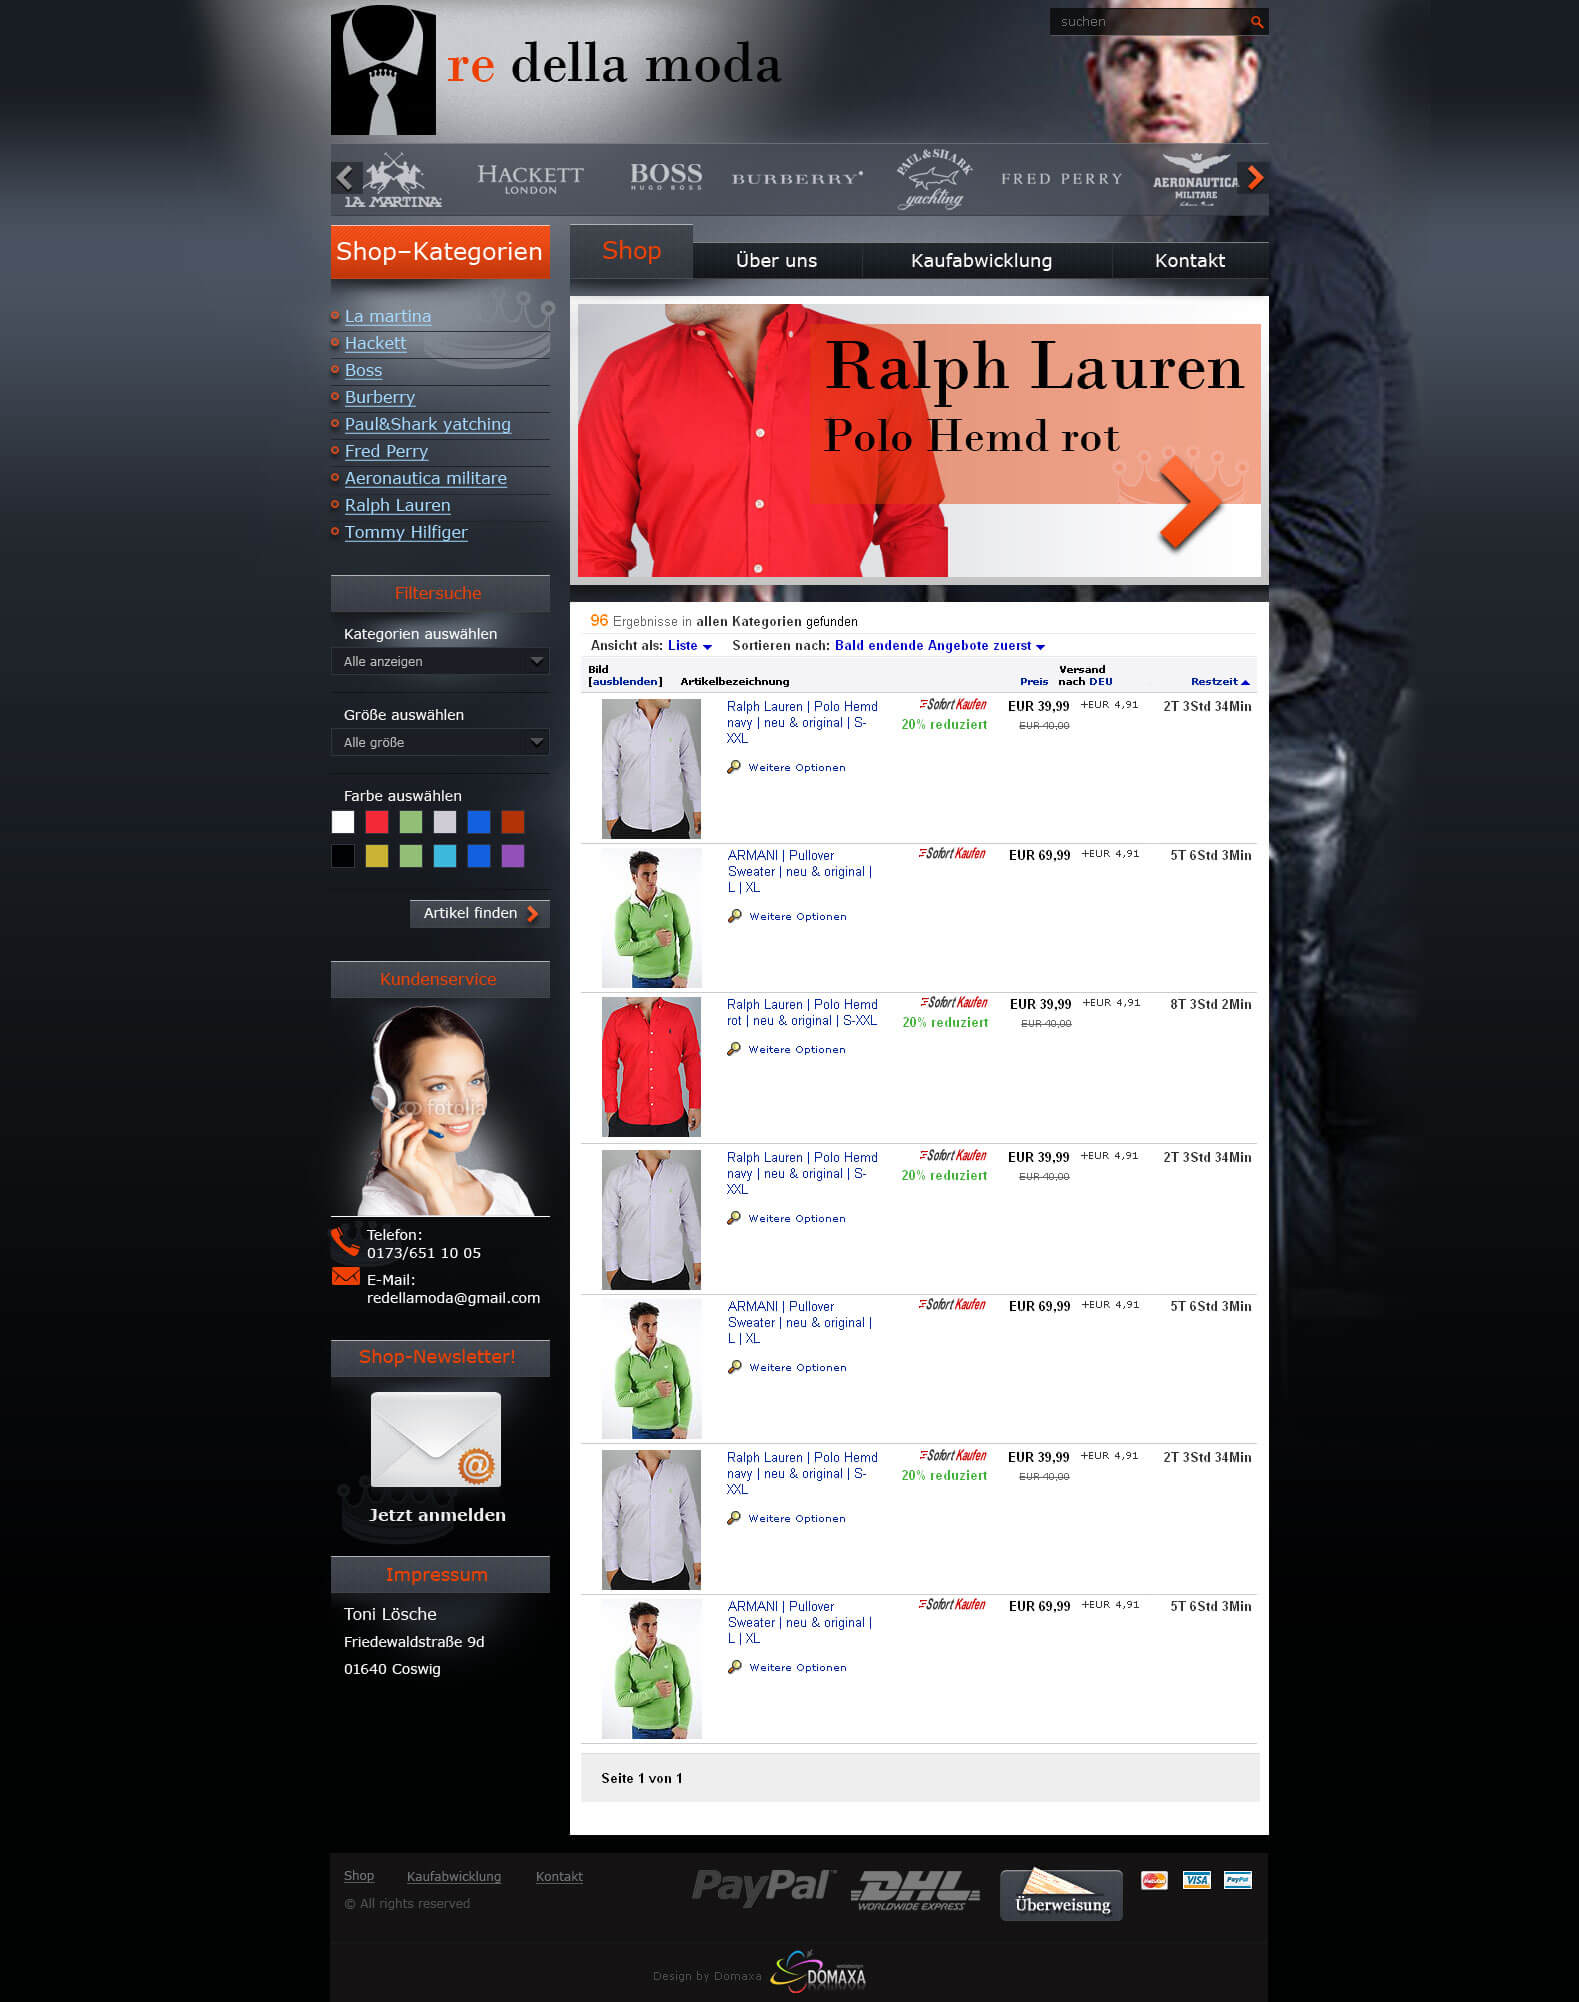 re della moda
suchen
LA MARTINA
HACKETT
LONDON
BOSS
HUGO BOSS
BURBERRY
PAUL & SHARK
yachting
FRED PERRY
AERONAUTICA
MILITARE
Shop-Kategorien
Shop
Über uns
Kaufabwicklung
Kontakt
La martina
Hackett
Boss
Burberry
Paul&Shark yatching
Fred Perry
Aeronautica militare
Ralph Lauren
Tommy Hilfiger
Ralph Lauren
Polo Hemd rot
Filtersuche
Kategorien auswählen
Alle anzeigen
Größe auswählen
Alle größe
Farbe auswählen
Artikel finden
Kundenservice
fotolia
Telefon:
0173/651 10 05
E-Mail:
redellamoda@gmail.com
Shop-Newsletter!
@
Jetzt anmelden
Impressum
Toni Lösche
Friedewaldstraße 9d
01640 Coswig
96 Ergebnisse in allen Kategorien gefunden
Ansicht als: Liste Sortieren nach: Bald endende Angebote zuerst
Bild
[ausblenden] Artikelbezeichnung Preis Versand nach DEU Restzeit
Ralph Lauren | Polo Hemd
navy | neu & original | S-
XXL
Weitere Optionen
Sofort Kaufen
20% reduziert
EUR 39,99
EUR 40,00
+EUR 4,91
2T 3Std 34Min
ARMANI | Pullover
Sweater | neu & original |
L | XL
Weitere Optionen
Sofort Kaufen
EUR 69,99
+EUR 4,91
5T 6Std 3Min
Ralph Lauren | Polo Hemd
rot | neu & original | S-XXL
Weitere Optionen
Sofort Kaufen
20% reduziert
EUR 39,99
EUR 40,00
+EUR 4,91
8T 3Std 2Min
Ralph Lauren | Polo Hemd
navy | neu & original | S-
XXL
Weitere Optionen
Sofort Kaufen
20% reduziert
EUR 39,99
EUR 40,00
+EUR 4,91
2T 3Std 34Min
ARMANI | Pullover
Sweater | neu & original |
L | XL
Weitere Optionen
Sofort Kaufen
EUR 69,99
+EUR 4,91
5T 6Std 3Min
Ralph Lauren | Polo Hemd
navy | neu & original | S-
XXL
Weitere Optionen
Sofort Kaufen
20% reduziert
EUR 39,99
EUR 40,00
+EUR 4,91
2T 3Std 34Min
ARMANI | Pullover
Sweater | neu & original |
L | XL
Weitere Optionen
Sofort Kaufen
EUR 69,99
+EUR 4,91
5T 6Std 3Min
Seite 1 von 1
Shop
Kaufabwicklung
Kontakt
© All rights reserved
PayPal™
DHL
WORLDWIDE EXPRESS
Überweisung
MasterCard
VISA
PayPal
Design by Domaxa
DOMAXA